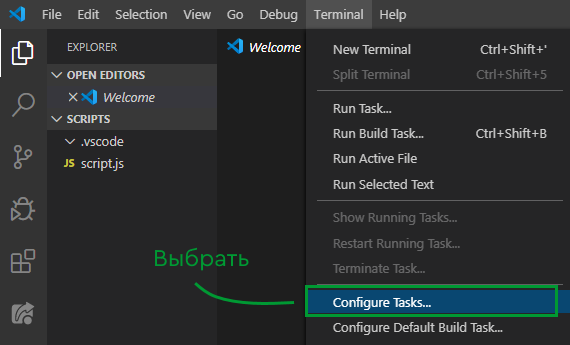 File Edit Selection View Go Debug Terminal Help
EXPLORER
OPEN EDITORS
Welcome
SCRIPTS
.vscode
JS script.js
Welcome
New Terminal Ctrl+Shift+'
Split Terminal Ctrl+Shift+5
Run Task...
Run Build Task... Ctrl+Shift+B
Run Active File
Run Selected Text
Show Running Tasks...
Restart Running Task...
Terminate Task...
Выбрать
Configure Tasks...
Configure Default Build Task...